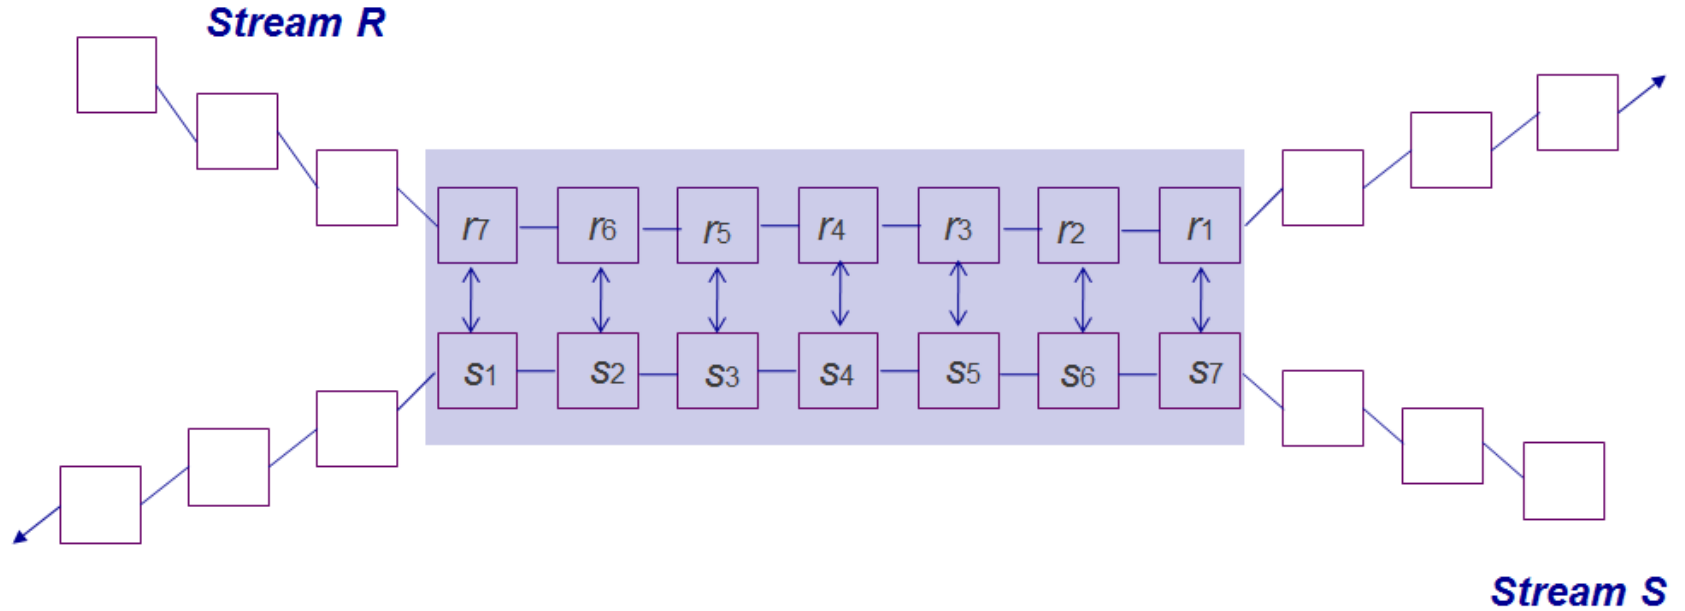 Stream R
r7 r6 r5 r4 r3 r2 r1
s1 s2 s3 s4 s5 s6 s7
Stream S